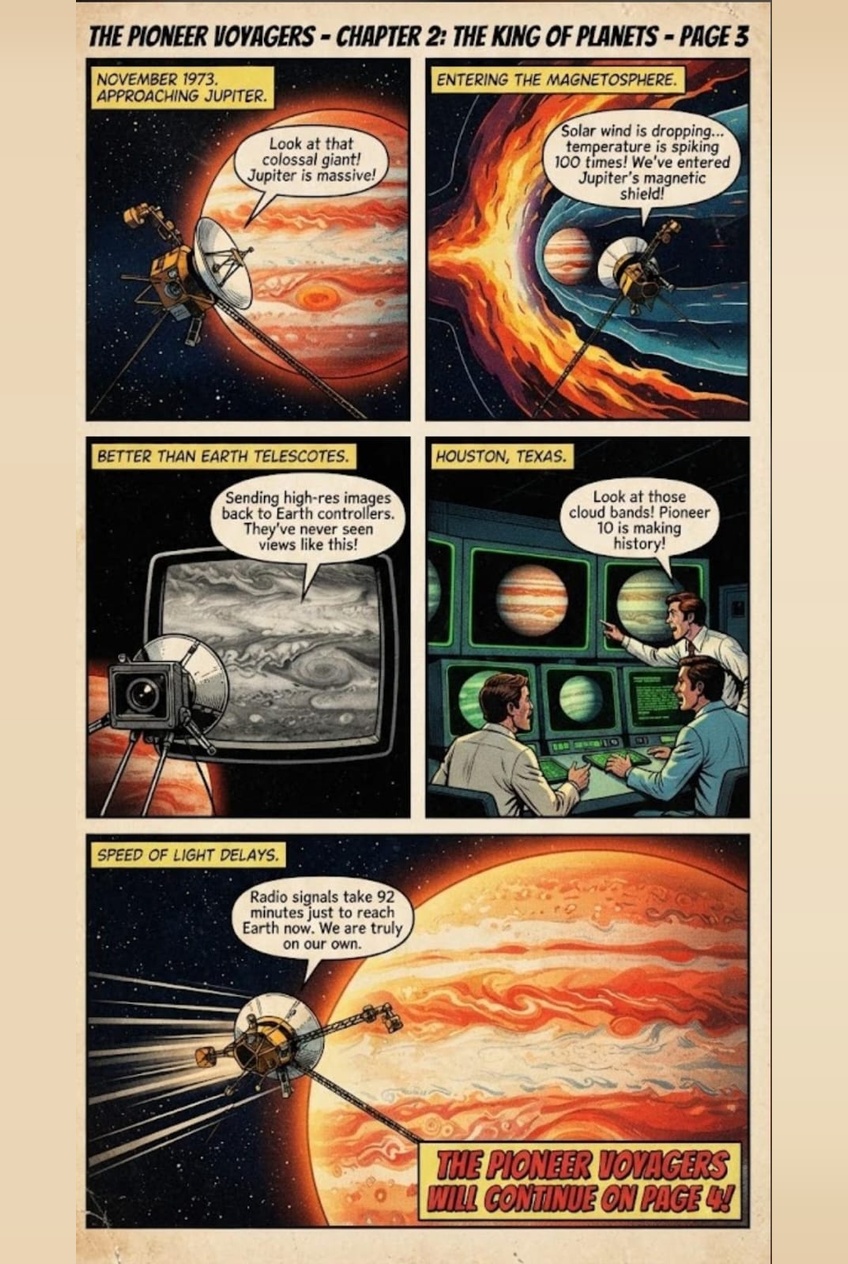 THE PIONEER VOYAGERS - CHAPTER 2: THE KING OF PLANETS - PAGE 3
NOVEMBER 1973.
APPROACHING JUPITER.
Look at that
colossal giant!
Jupiter is massive!
ENTERING THE MAGNETOSPHERE.
Solar wind is dropping...
temperature is spiking
100 times! We've entered
Jupiter's magnetic
shield!
BETTER THAN EARTH TELESCOTES.
Sending high-res images
back to Earth controllers.
They've never seen
views like this!
HOUSTON, TEXAS.
Look at those
cloud bands! Pioneer
10 is making
history!
SPEED OF LIGHT DELAYS.
Radio signals take 92
minutes just to reach
Earth now. We are truly
on our own.
THE PIONEER VOYAGERS
WILL CONTINUE ON PAGE 4!